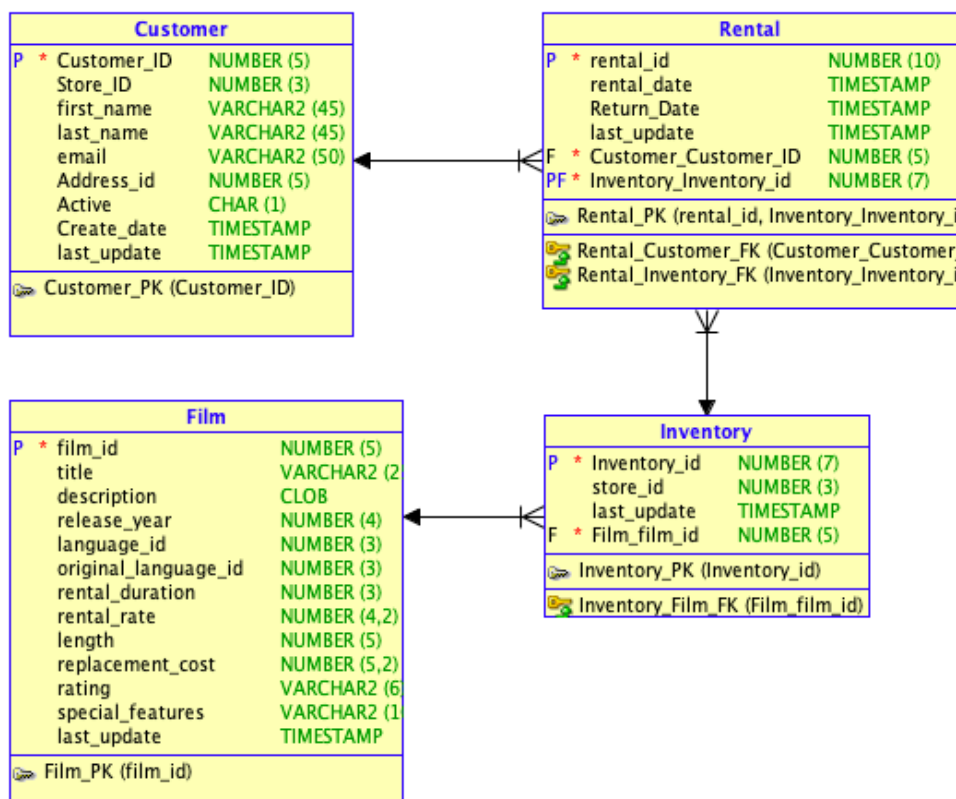 Customer
P * Customer_ID NUMBER (5)
Store_ID NUMBER (3)
first_name VARCHAR2 (45)
last_name VARCHAR2 (45)
email VARCHAR2 (50)
Address_id NUMBER (5)
Active CHAR (1)
Create_date TIMESTAMP
last_update TIMESTAMP
Customer_PK (Customer_ID)
Rental
P * rental_id NUMBER (10)
rental_date TIMESTAMP
Return_Date TIMESTAMP
last_update TIMESTAMP
F * Customer_Customer_ID NUMBER (5)
PF * Inventory_Inventory_id NUMBER (7)
Rental_PK (rental_id, Inventory_Inventory_i
Rental_Customer_FK (Customer_Customer_
Rental_Inventory_FK (Inventory_Inventory_i
Film
P * film_id NUMBER (5)
title VARCHAR2 (2
description CLOB
release_year NUMBER (4)
language_id NUMBER (3)
original_language_id NUMBER (3)
rental_duration NUMBER (3)
rental_rate NUMBER (4,2)
length NUMBER (5)
replacement_cost NUMBER (5,2)
rating VARCHAR2 (6
special_features VARCHAR2 (1
last_update TIMESTAMP
Film_PK (film_id)
Inventory
P * Inventory_id NUMBER (7)
store_id NUMBER (3)
last_update TIMESTAMP
F * Film_film_id NUMBER (5)
Inventory_PK (Inventory_id)
Inventory_Film_FK (Film_film_id)